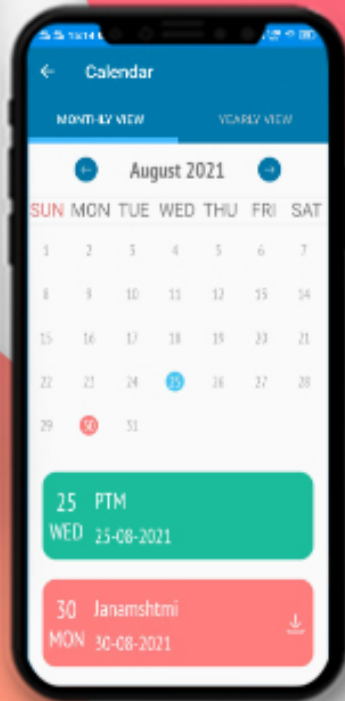 Calendar
MONTHLY VIEW YEARLY VIEW
August 2021
SUN MON TUE WED THU FRI SAT
1 2 3 4 5 6 7
8 9 10 11 12 13 14
15 16 17 18 19 20 21
22 23 24 25 26 27 28
29 30 31
25 PTM
WED 25-08-2021
30 Janamshtmi
MON 30-08-2021